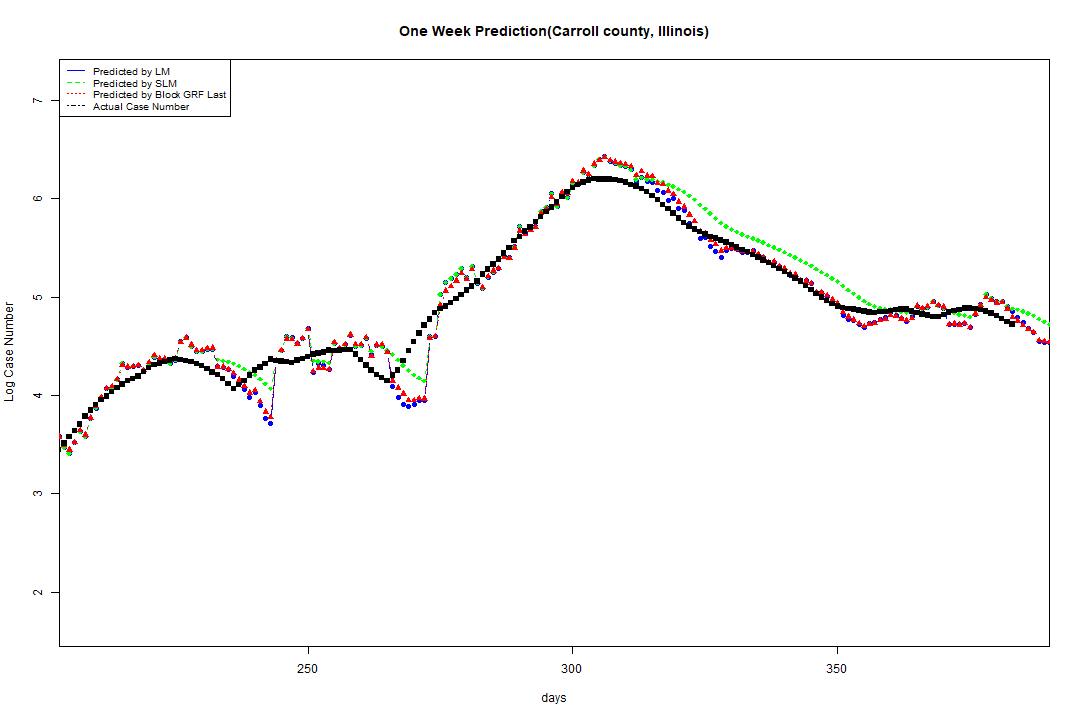 One Week Prediction(Carroll county, Illinois)
Predicted by LM
Predicted by SLM
Predicted by Block GRF Last
Actual Case Number
7
6
5
4
3
2
Log Case Number
250 300 350
days